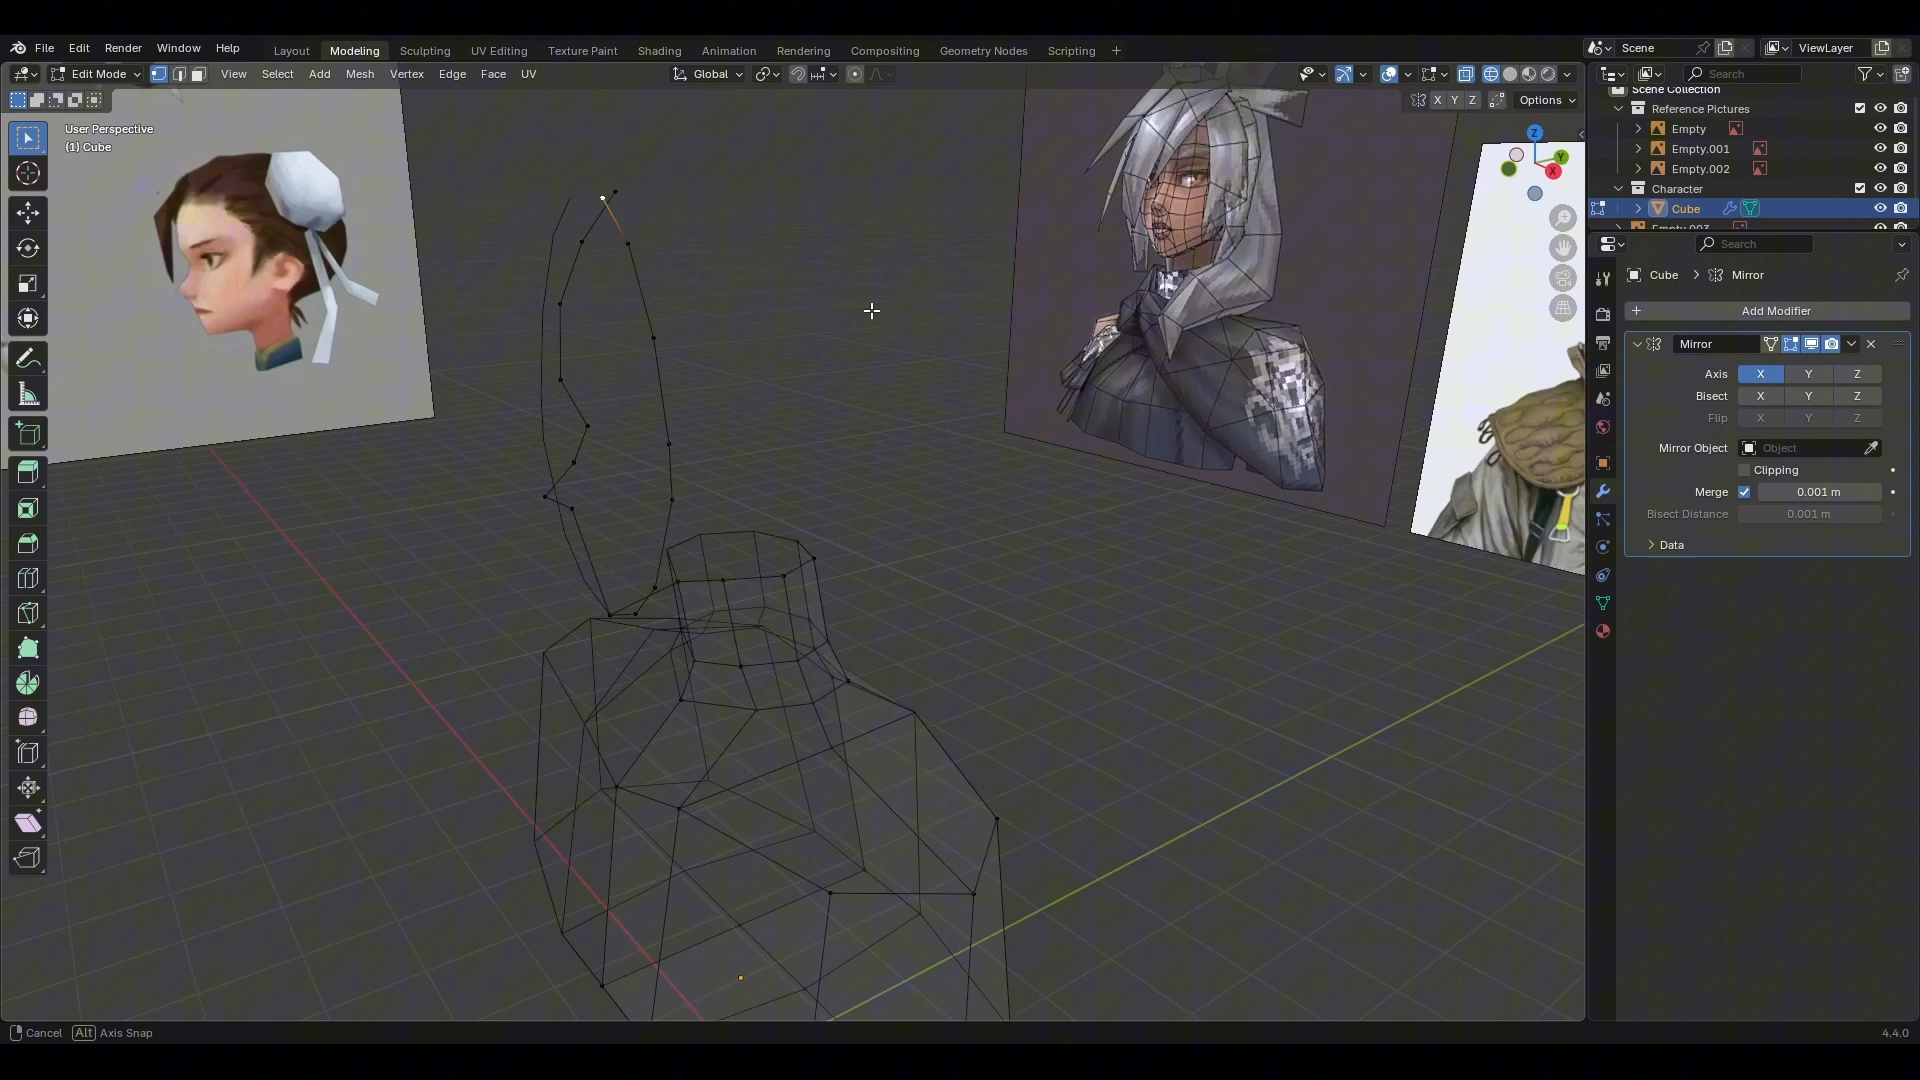 File Edit Render Window Help Layout Modeling Sculpting UV Editing Texture Paint Shading Animation Rendering Compositing Geometry Nodes Scripting + Scene ViewLayer
Edit Mode View Select Add Mesh Vertex Edge Face UV Global Search
X Y Z Options
Scene Collection
Reference Pictures
Empty
Empty.001
Empty.002
Character
Cube
Empty.003
User Perspective
(1) Cube
Z
Y
X
Search
Cube > Mirror
+ Add Modifier
Mirror
Axis X Y Z
Bisect X Y Z
Flip X Y Z
Mirror Object Object
Clipping
Merge 0.001 m
Bisect Distance 0.001 m
Data
Cancel Alt Axis Snap 4.4.0